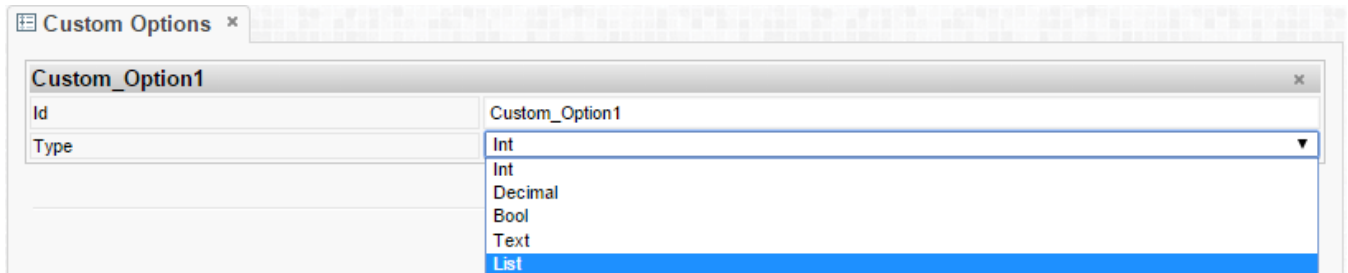 Custom Options ×
Custom_Option1 ×
Id Custom_Option1
Type Int
Int
Decimal
Bool
Text
List